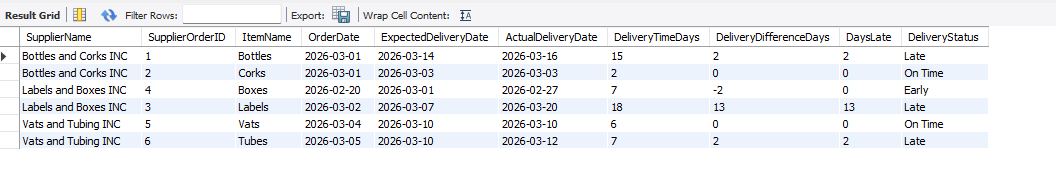 Result Grid Filter Rows: Export: Wrap Cell Content:
SupplierName SupplierOrderID ItemName OrderDate ExpectedDeliveryDate ActualDeliveryDate DeliveryTimeDays DeliveryDifferenceDays DaysLate DeliveryStatus
Bottles and Corks INC 1 Bottles 2026-03-01 2026-03-14 2026-03-16 15 2 2 Late
Bottles and Corks INC 2 Corks 2026-03-01 2026-03-03 2026-03-03 2 0 0 On Time
Labels and Boxes INC 4 Boxes 2026-02-20 2026-03-01 2026-02-27 7 -2 0 Early
Labels and Boxes INC 3 Labels 2026-03-02 2026-03-07 2026-03-20 18 13 13 Late
Vats and Tubing INC 5 Vats 2026-03-04 2026-03-10 2026-03-10 6 0 0 On Time
Vats and Tubing INC 6 Tubes 2026-03-05 2026-03-10 2026-03-12 7 2 2 Late